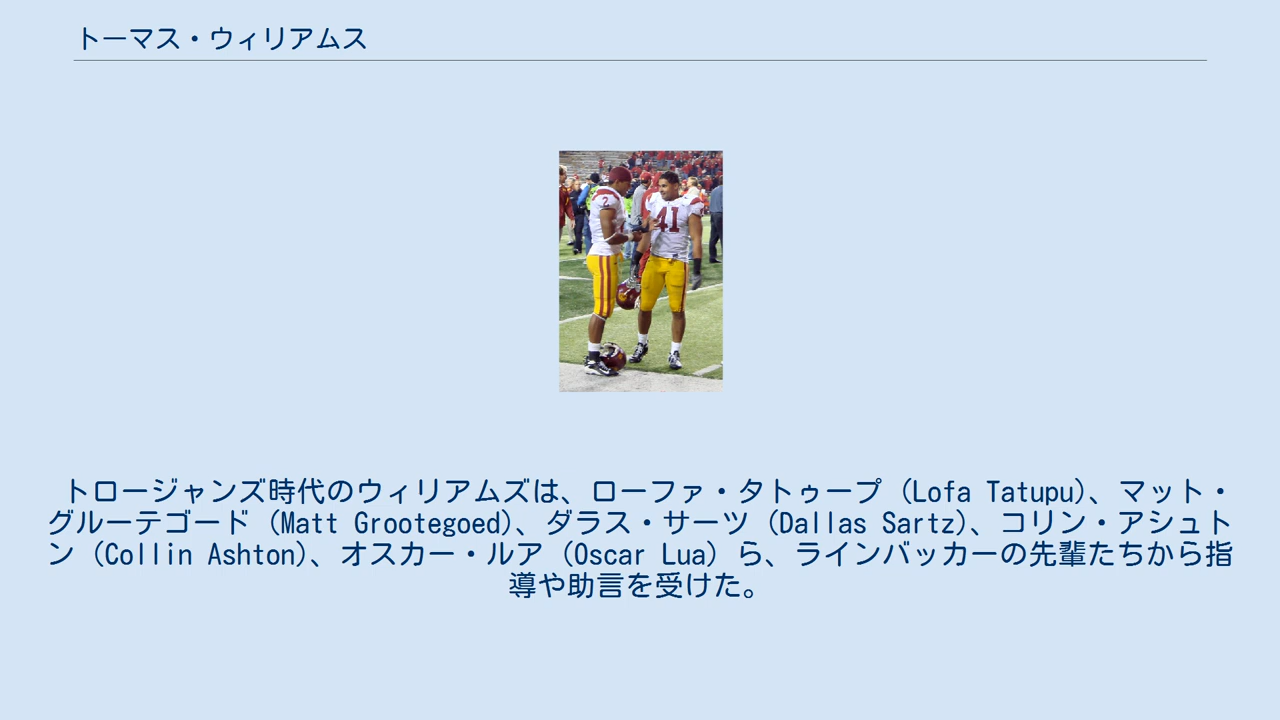 トーマス・ウィリアムス
2
41
トロージャンズ時代のウィリアムズは、ローファ・タトゥープ（Lofa Tatupu）、マット・
グルーテゴード（Matt Grootegoed）、ダラス・サーツ（Dallas Sartz）、コリン・アシュト
ン（Collin Ashton）、オスカー・ルア（Oscar Lua）ら、ラインバッカーの先輩たちから指
導や助言を受けた。